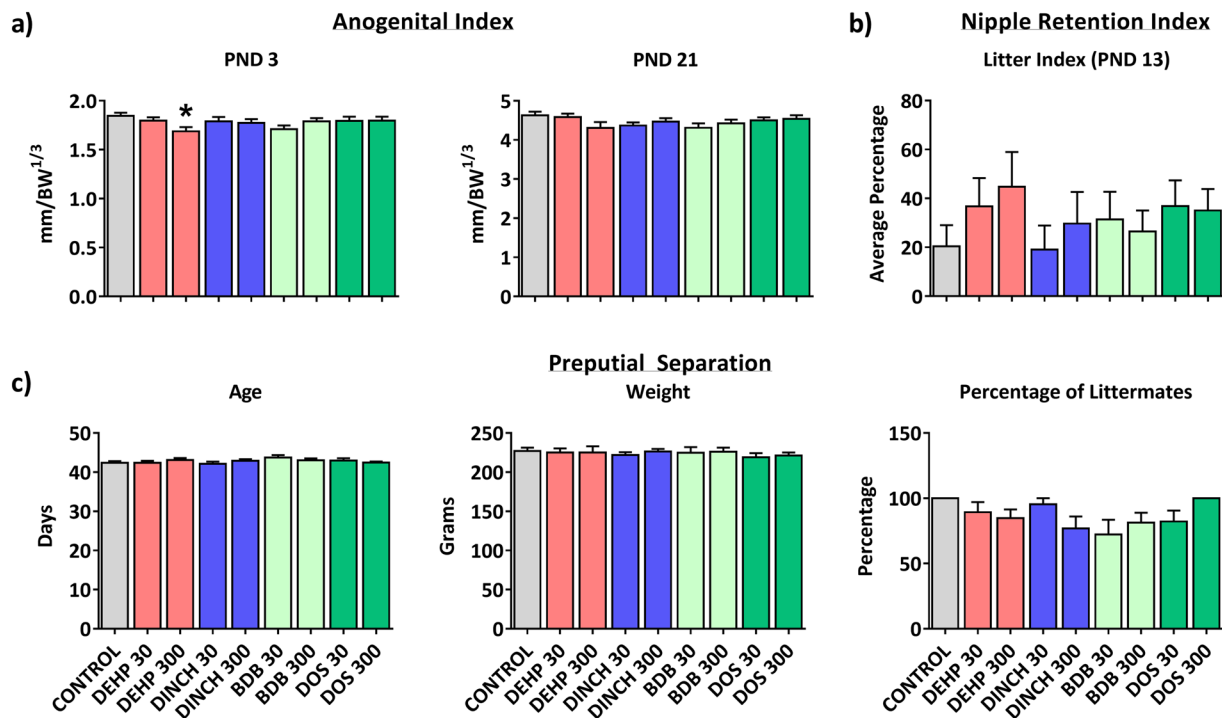 a)
Anogenital Index
PND 3
mm/BW1/3
2.0
1.5
1.0
0.5
0.0
*
PND 21
mm/BW1/3
5
4
3
2
1
0
b)
Nipple Retention Index
Litter Index (PND 13)
Average Percentage
80
60
40
20
0
c)
Preputial Separation
Age
Days
50
40
30
20
10
0
CONTROL
DEHP 30
DEHP 300
DINCH 30
DINCH 300
BDB 30
BDB 300
DOS 30
DOS 300
Weight
Grams
250
200
150
100
50
0
CONTROL
DEHP 30
DEHP 300
DINCH 30
DINCH 300
BDB 30
BDB 300
DOS 30
DOS 300
Percentage of Littermates
Percentage
150
100
50
0
CONTROL
DEHP 30
DEHP 300
DINCH 30
DINCH 300
BDB 30
BDB 300
DOS 30
DOS 300